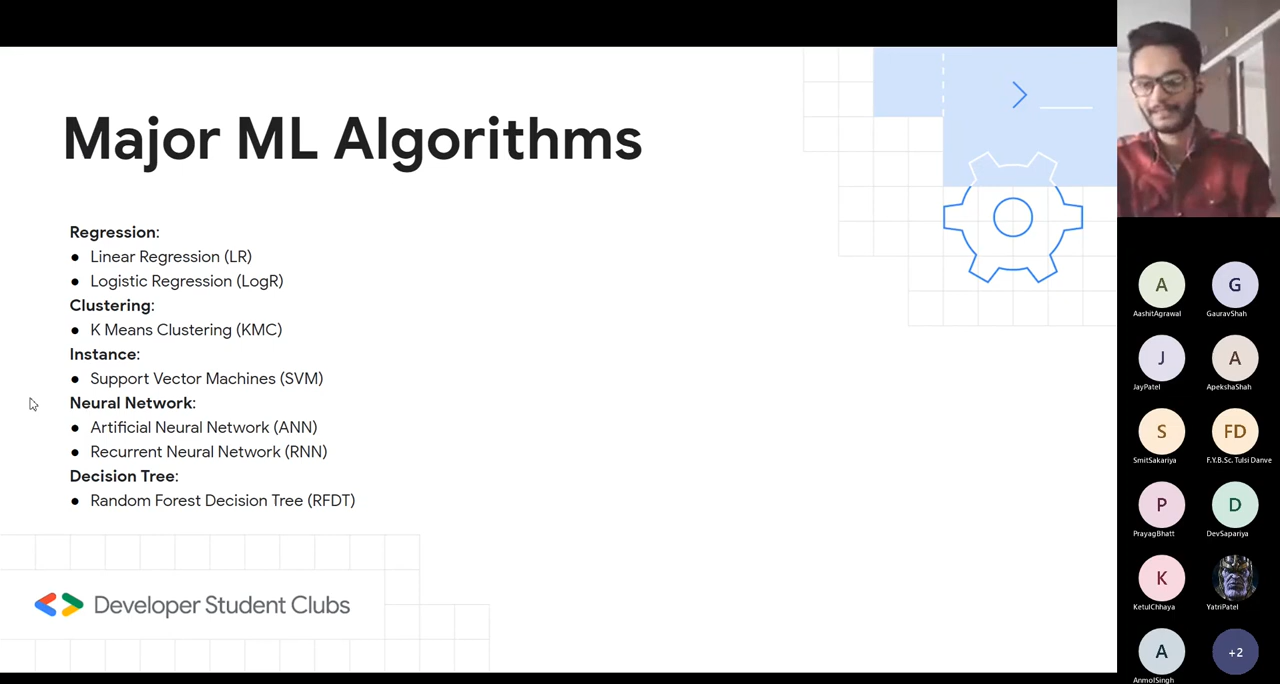 Major ML Algorithms
Regression:
● Linear Regression (LR)
● Logistic Regression (LogR)
Clustering:
● K Means Clustering (KMC)
Instance:
● Support Vector Machines (SVM)
Neural Network:
● Artificial Neural Network (ANN)
● Recurrent Neural Network (RNN)
Decision Tree:
● Random Forest Decision Tree (RFDT)
Developer Student Clubs
A G
AashitAgrawal GauravShah
J A
JayPatel ApekshaShah
S FD
SmitSakariya F.Y.B.Sc. Tulsi Danve
P D
PrayagBhatt DevSapariya
K
KetulChhaya YatriPatel
A +2
AnmolSingh